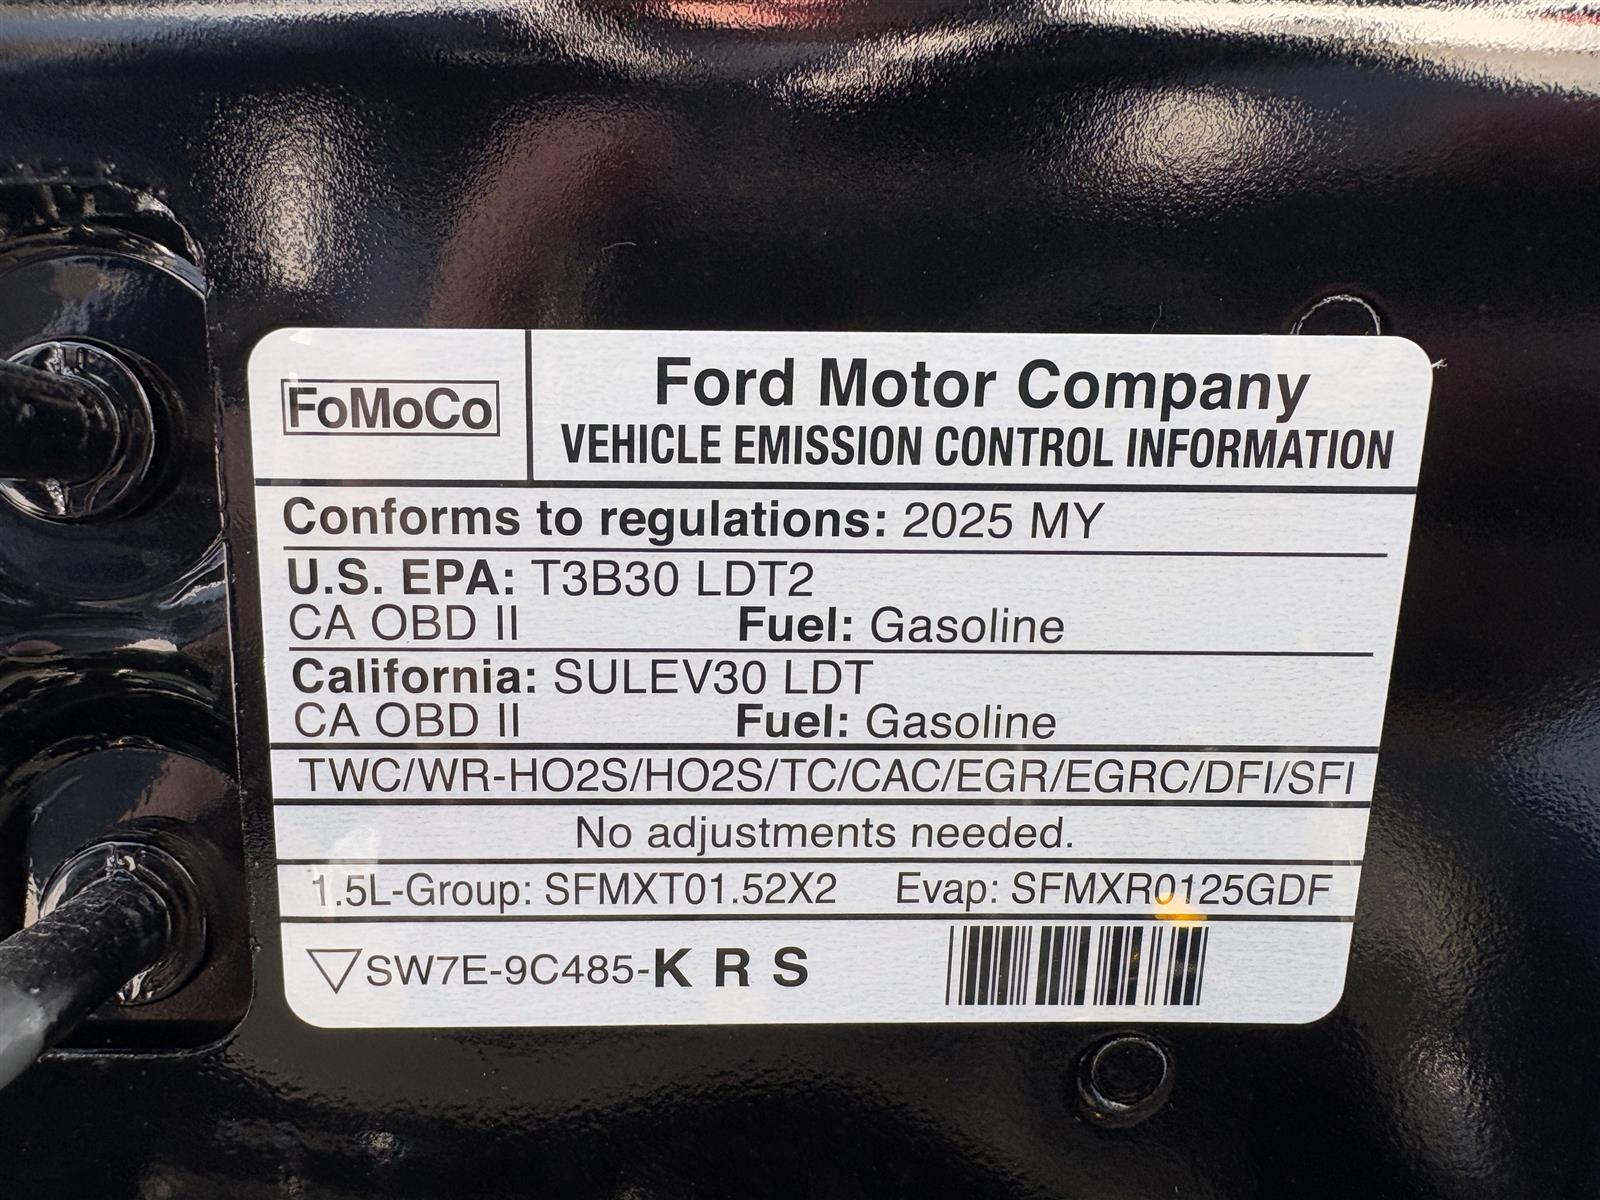 FoMoCo
Ford Motor Company
VEHICLE EMISSION CONTROL INFORMATION
Conforms to regulations: 2025 MY
U.S. EPA: T3B30 LDT2
CA OBD II Fuel: Gasoline
California: SULEV30 LDT
CA OBD II Fuel: Gasoline
TWC/WR-HO2S/HO2S/TC/CAC/EGR/EGRC/DFI/SFI
No adjustments needed.
1.5L-Group: SFMXT01.52X2 Evap: SFMXR0125GDF
▽SW7E-9C485-K R S